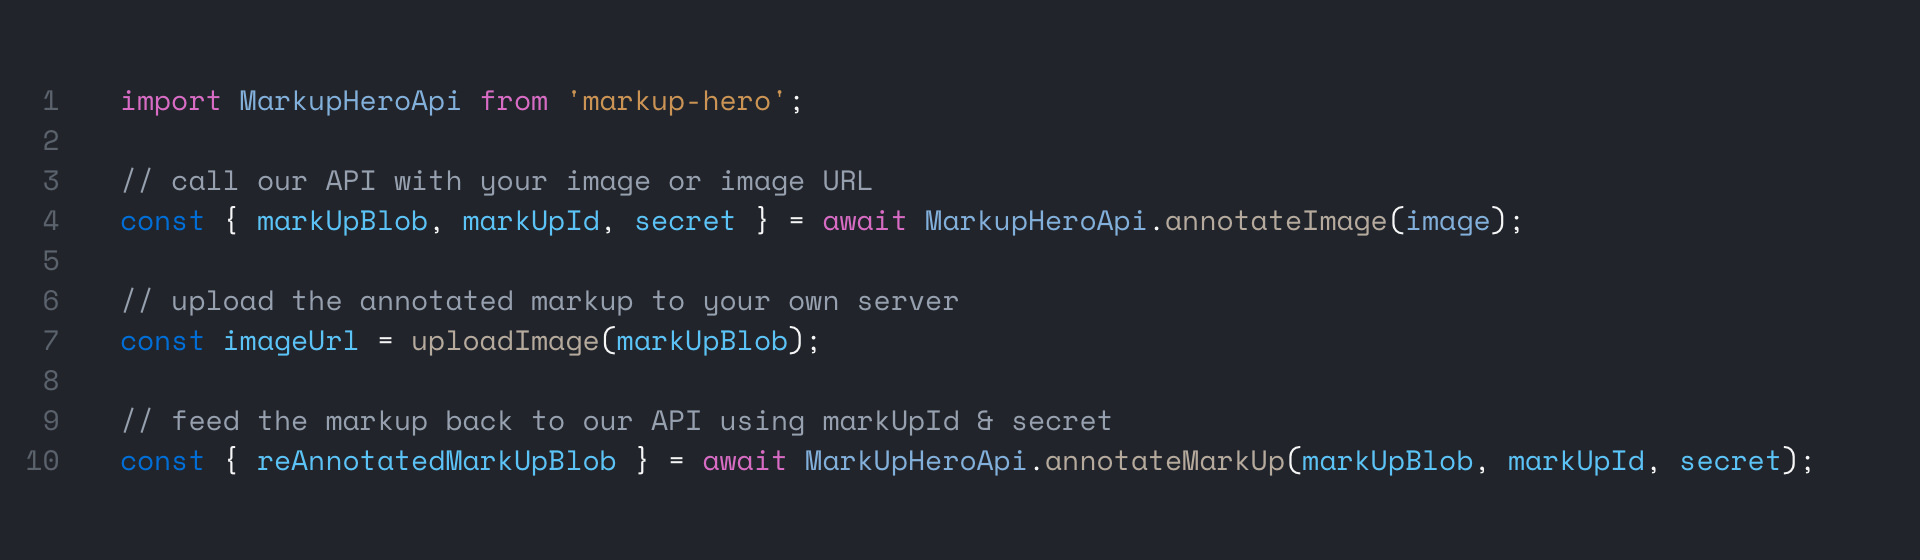 1 import MarkupHeroApi from 'markup-hero';
2
3 // call our API with your image or image URL
4 const { markUpBlob, markUpId, secret } = await MarkupHeroApi.annotateImage(image);
5
6 // upload the annotated markup to your own server
7 const imageUrl = uploadImage(markUpBlob);
8
9 // feed the markup back to our API using markUpId & secret
10 const { reAnnotatedMarkUpBlob } = await MarkUpHeroApi.annotateMarkUp(markUpBlob, markUpId, secret);